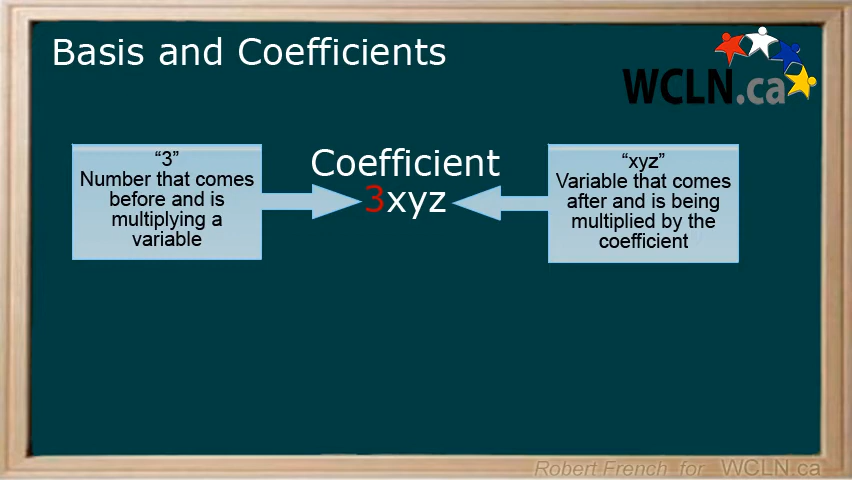 Basis and Coefficients
WCLN.ca
“3”
Number that comes
before and is
multiplying a
variable
Coefficient
3xyz
“xyz”
Variable that comes
after and is being
multiplied by the
coefficient
Robert French for WCLN.ca